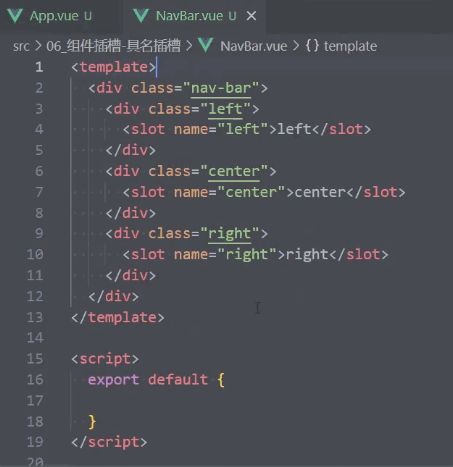 App.vue U NavBar.vue U ×
src > 06_组件插槽-具名插槽 > NavBar.vue > {} template
1 <template>
2 <div class="nav-bar">
3 <div class="left">
4 <slot name="left">left</slot>
5 </div>
6 <div class="center">
7 <slot name="center">center</slot>
8 </div>
9 <div class="right">
10 <slot name="right">right</slot>
11 </div>
12 </div>
13 </template>
14
15 <script>
16 export default {
17
18 }
19 </script>
20